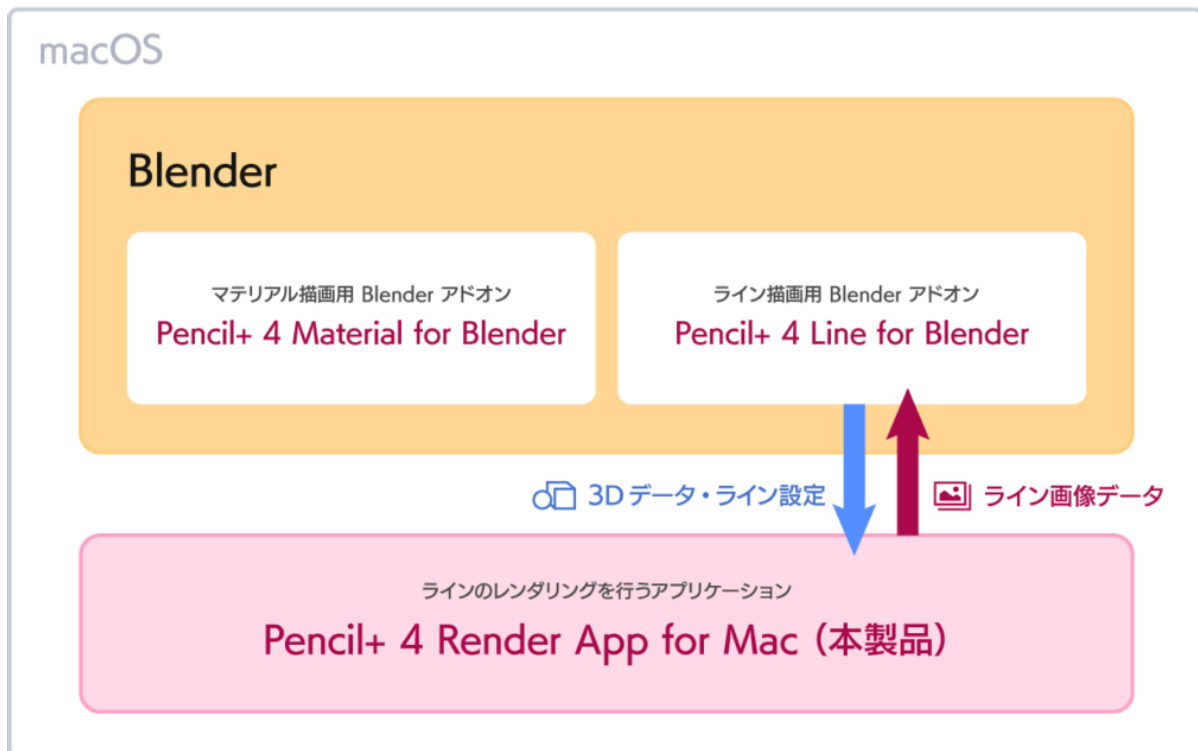 macOS
Blender
マテリアル描画用 Blender アドオン
Pencil+ 4 Material for Blender
ライン描画用 Blender アドオン
Pencil+ 4 Line for Blender
3Dデータ・ライン設定
ライン画像データ
ラインのレンダリングを行うアプリケーション
Pencil+ 4 Render App for Mac（本製品）